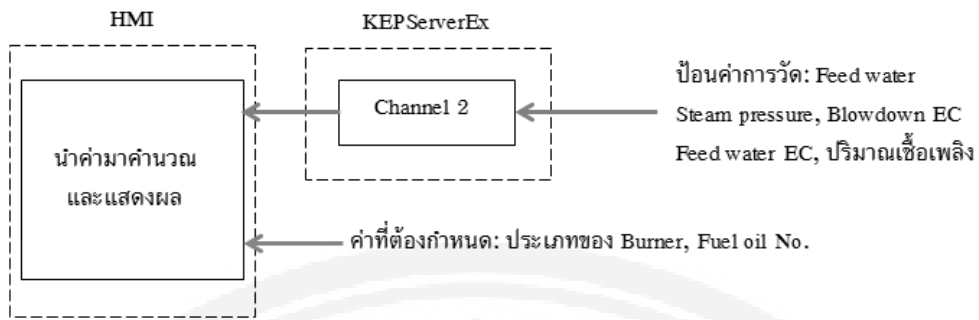 HMI
KEPServerEx
Channel 2
ป้อนค่าการวัด: Feed water
Steam pressure, Blowdown EC
Feed water EC, ปริมาณเชื้อเพลิง
นำค่ามาคำนวณ
และแสดงผล
ค่าที่ต้องกำหนด: ประเภทของ Burner, Fuel oil No.